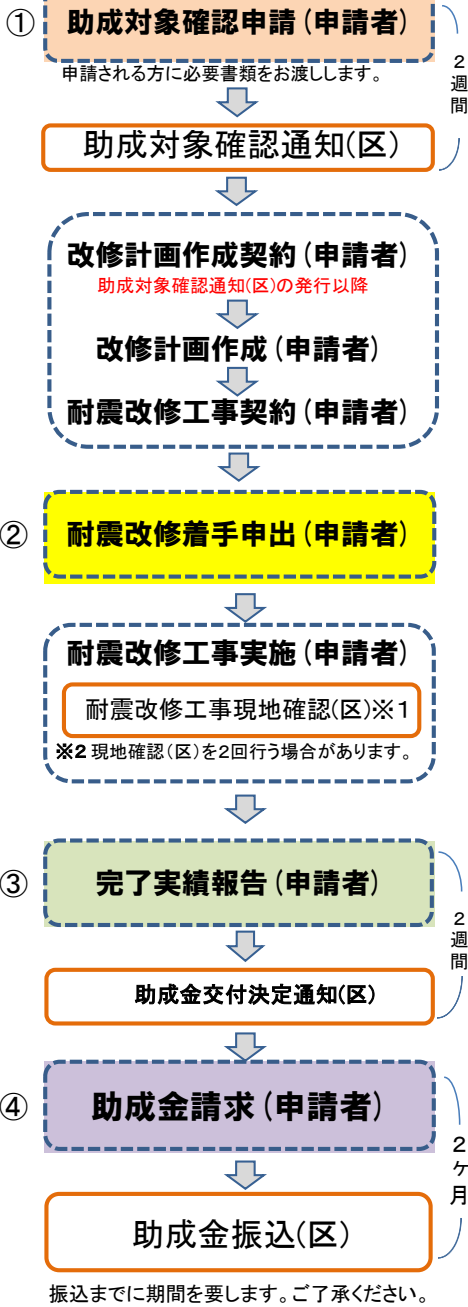 ① 助成対象確認申請(申請者)
申請される方に必要書類をお渡しします。
2週間
助成対象確認通知(区)
改修計画作成契約(申請者)
助成対象確認通知(区)の発行以降
改修計画作成(申請者)
耐震改修工事契約(申請者)
② 耐震改修着手申出(申請者)
耐震改修工事実施(申請者)
耐震改修工事現地確認(区)※1
※2 現地確認(区)を2回行う場合があります。
③ 完了実績報告(申請者)
2週間
助成金交付決定通知(区)
④ 助成金請求(申請者)
2ヶ月
助成金振込(区)
振込までに期間を要します。ご了承ください。